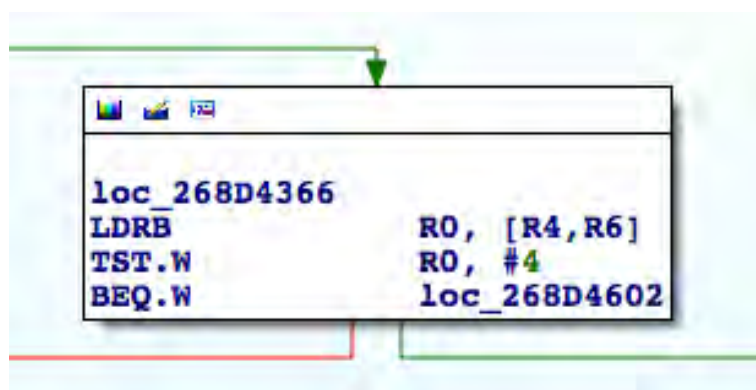 loc_268D4366
LDRB R0, [R4,R6]
TST.W R0, #4
BEQ.W loc_268D4602